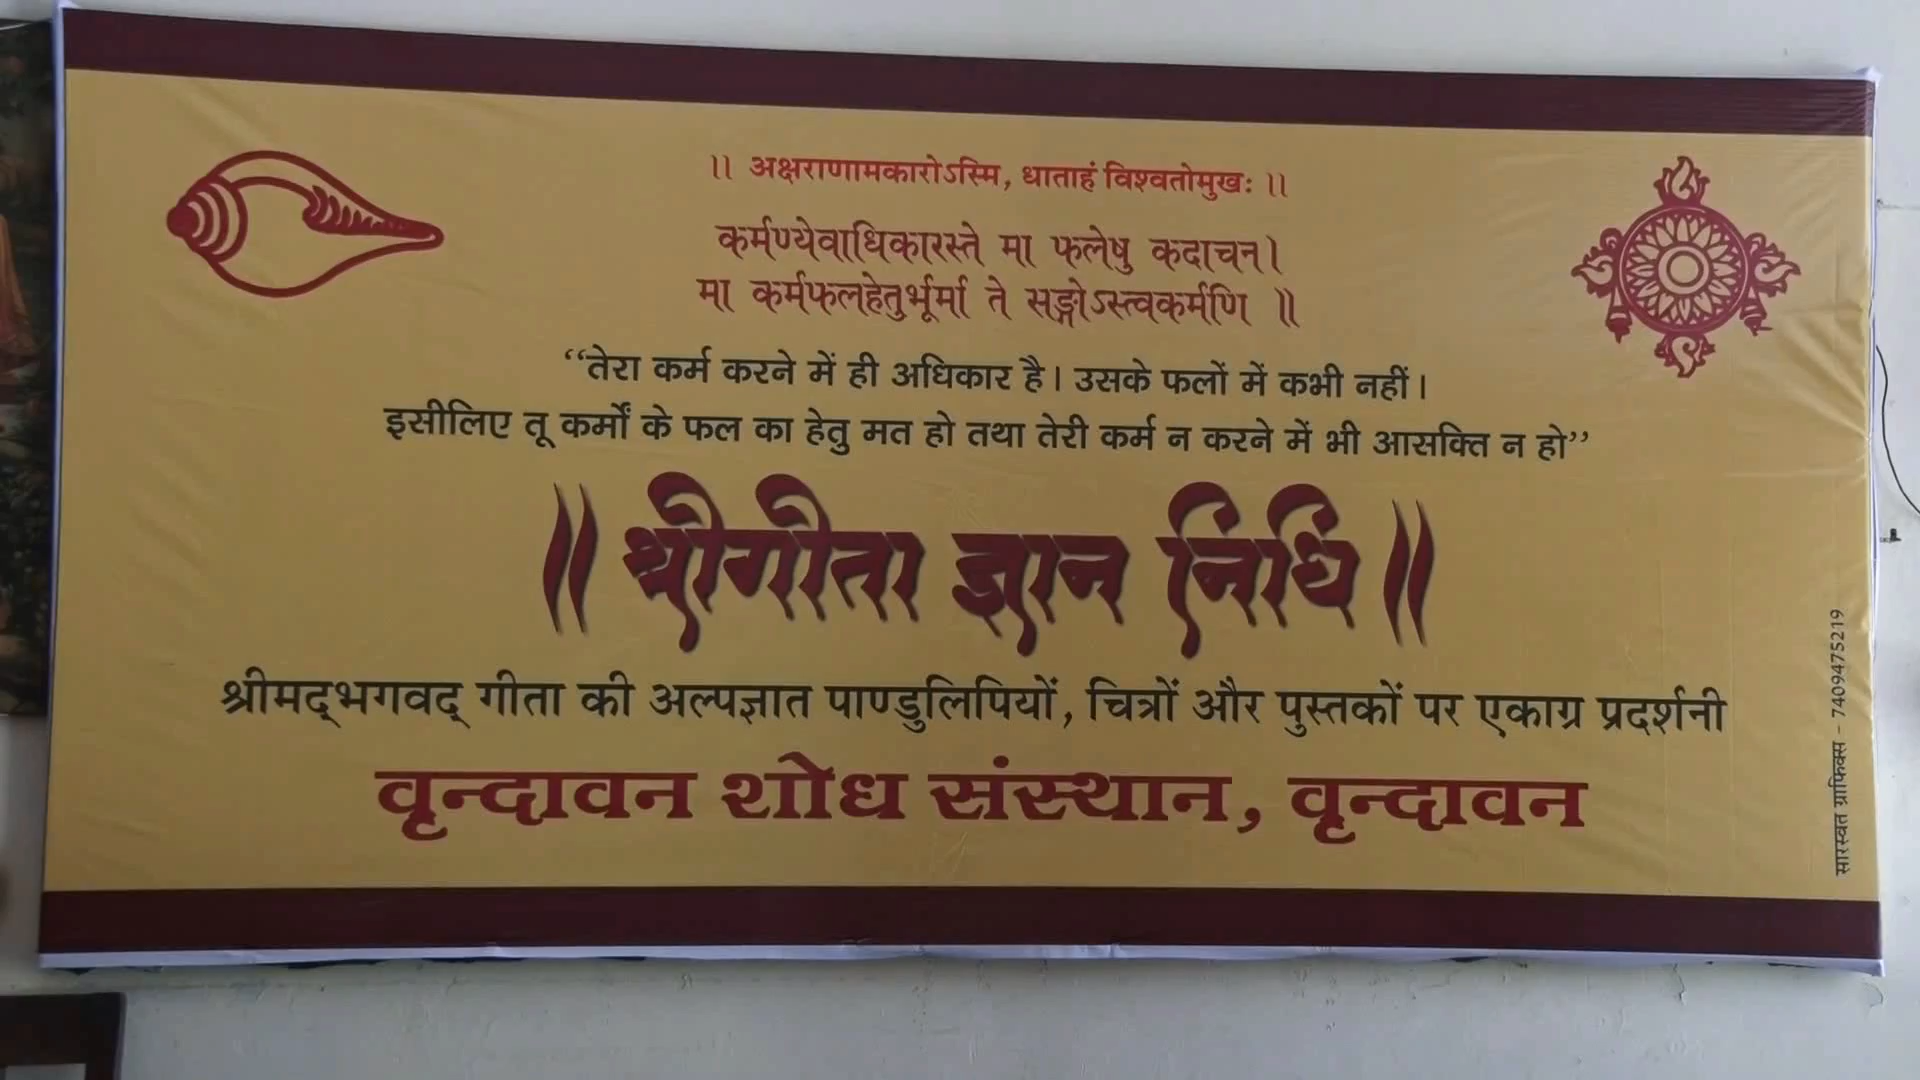 ।। अक्षराणामकारोऽस्मि, धाताहं विश्वतोमुखः ।।
कर्मण्येवाधिकारस्ते मा फलेषु कदाचन।
मा कर्मफलहेतुर्भूर्मा ते सङ्गोऽस्त्वकर्मणि ॥
“तेरा कर्म करने में ही अधिकार है। उसके फलों में कभी नहीं।
इसीलिए तू कर्मों के फल का हेतु मत हो तथा तेरी कर्म न करने में भी आसक्ति न हो”
॥ श्रीगीता ज्ञान निधि ॥
श्रीमद्‌भगवद् गीता की अल्पज्ञात पाण्डुलिपियों, चित्रों और पुस्तकों पर एकाग्र प्रदर्शनी
वृन्दावन शोध संस्थान, वृन्दावन
सारस्वत ग्राफिक्स - 7409475219